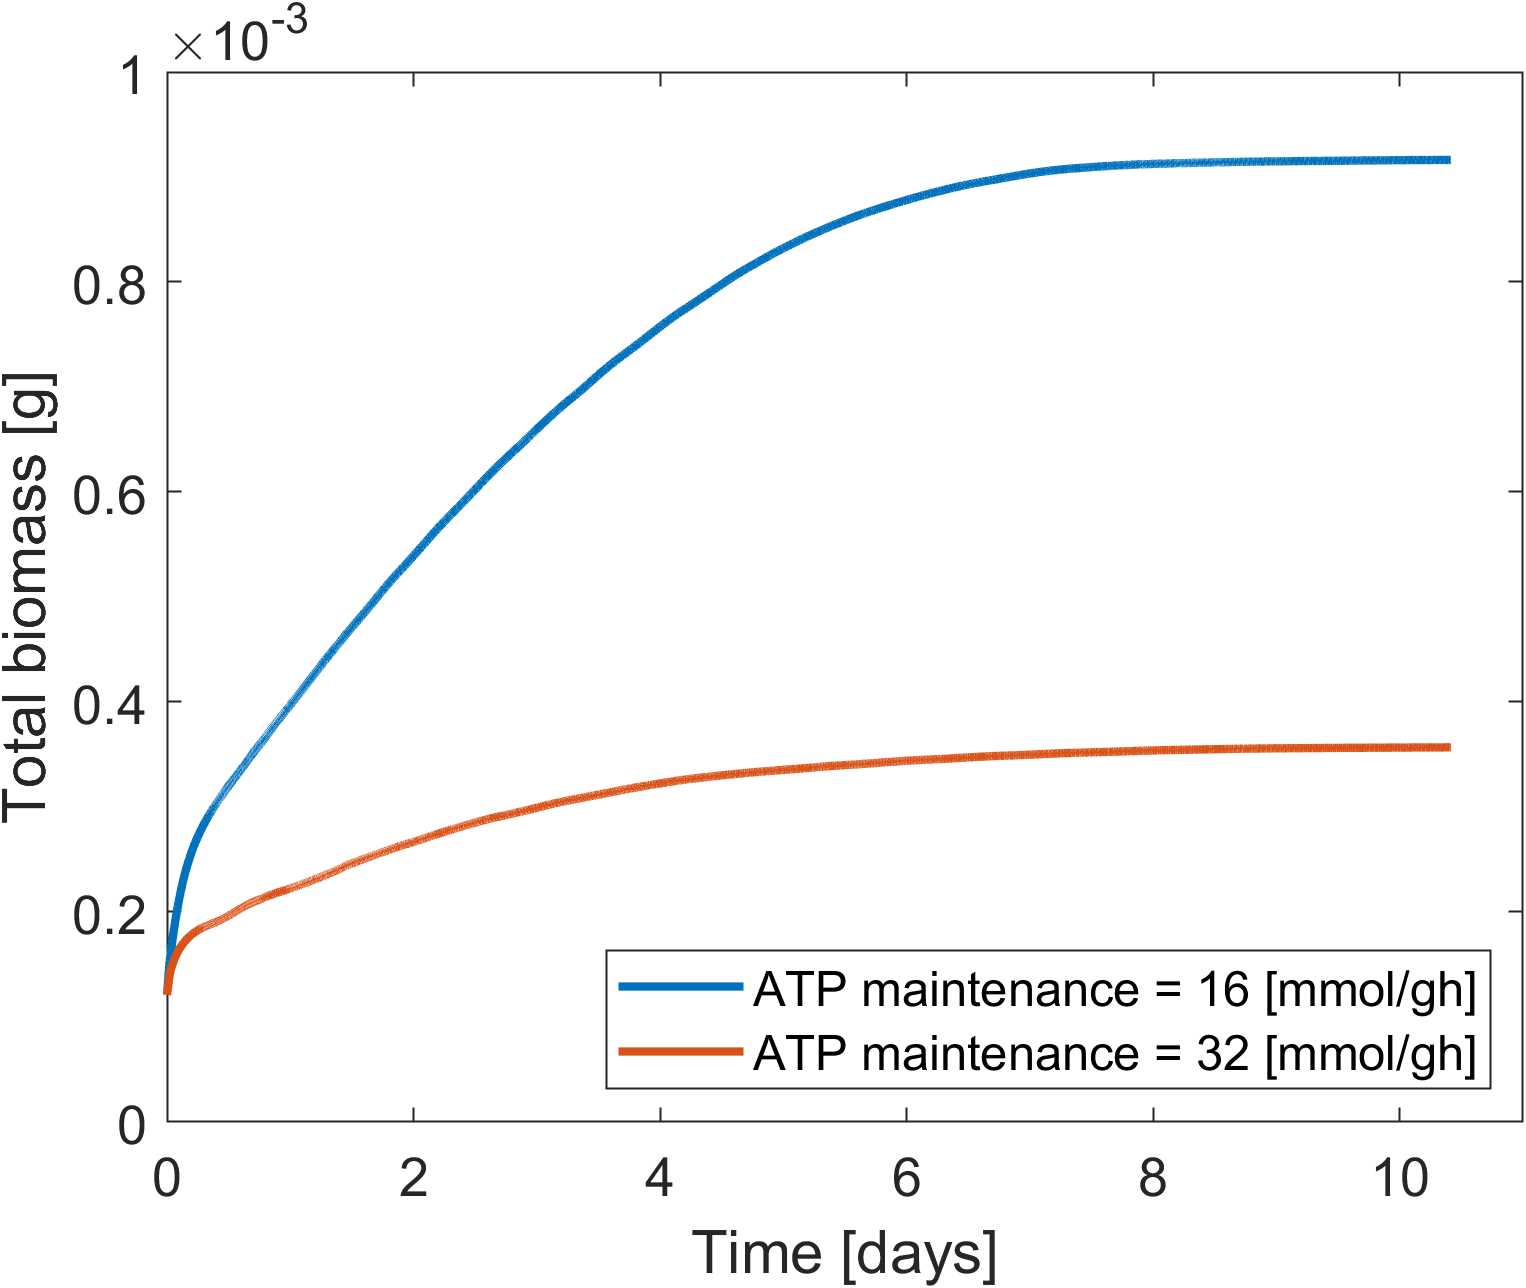 ×10-3
1
0.8
0.6
0.4
0.2
0
Total biomass [g]
ATP maintenance = 16 [mmol/gh]
ATP maintenance = 32 [mmol/gh]
0 2 4 6 8 10
Time [days]